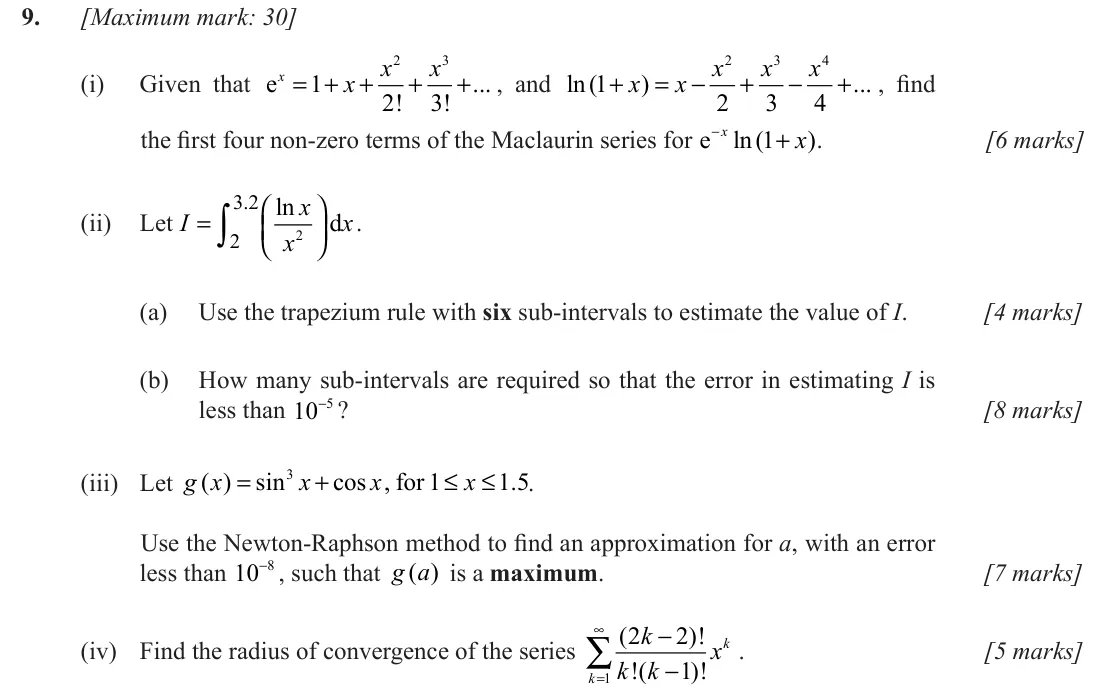 9. [Maximum mark: 30]
(i) Given that e^x = 1 + x + x^2/2! + x^3/3! + ... , and ln(1 + x) = x − x^2/2 + x^3/3 − x^4/4 + ... , find
the first four non-zero terms of the Maclaurin series for e^−x ln(1 + x). [6 marks]
(ii) Let I = ∫_2^3.2 (ln x / x^2) dx.
(a) Use the trapezium rule with six sub-intervals to estimate the value of I. [4 marks]
(b) How many sub-intervals are required so that the error in estimating I is
less than 10^−5 ? [8 marks]
(iii) Let g(x) = sin^3 x + cos x, for 1 ≤ x ≤ 1.5.
Use the Newton-Raphson method to find an approximation for a, with an error
less than 10^−8 , such that g(a) is a maximum. [7 marks]
(iv) Find the radius of convergence of the series ∑_{k=1}^∞ (2k − 2)! / k!(k − 1)! x^k . [5 marks]